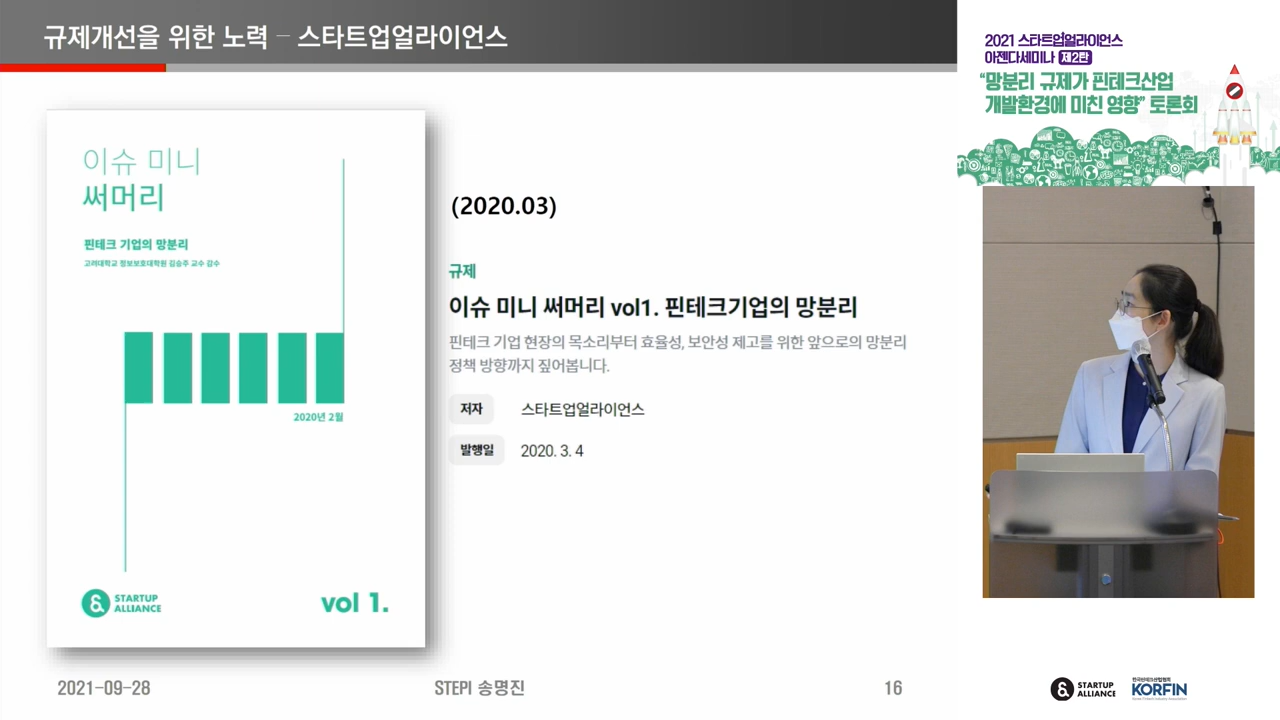 규제개선을 위한 노력 – 스타트업얼라이언스
이슈 미니
써머리
핀테크 기업의 망분리
고려대학교 정보보호대학원 김승주 교수 감수
2020년 2월
STARTUP
ALLIANCE
vol 1.
(2020.03)
규제
이슈 미니 써머리 vol1. 핀테크기업의 망분리
핀테크 기업 현장의 목소리부터 효율성, 보안성 제고를 위한 앞으로의 망분리
정책 방향까지 짚어봅니다.
저자 스타트업얼라이언스
발행일 2020. 3. 4
2021-09-28
STEPI 송명진
16
2021 스타트업얼라이언스
아젠다세미나 제2탄
“망분리 규제가 핀테크산업
개발환경에 미친 영향” 토론회
STARTUP
ALLIANCE
한국핀테크산업협회
KORFIN